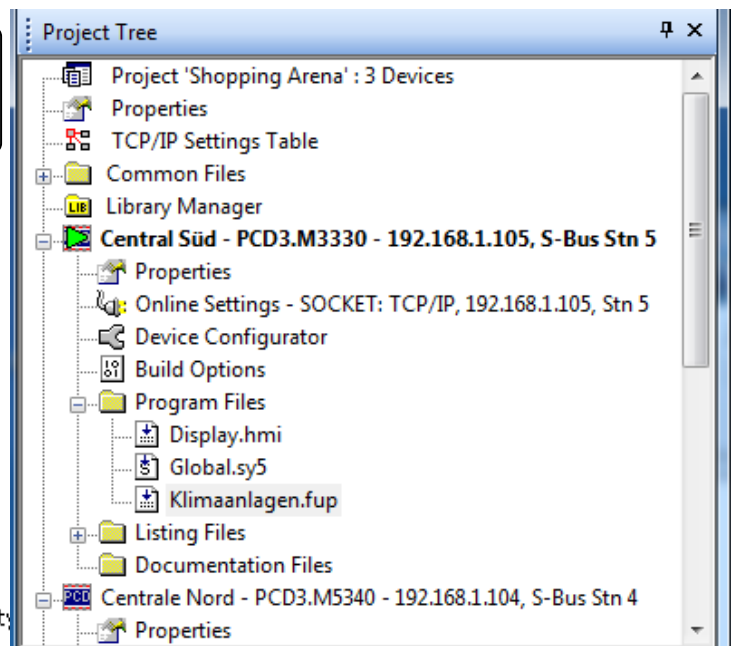 Project Tree
Project 'Shopping Arena' : 3 Devices
Properties
TCP/IP Settings Table
Common Files
LIB Library Manager
Central Süd - PCD3.M3330 - 192.168.1.105, S-Bus Stn 5
Properties
Online Settings - SOCKET: TCP/IP, 192.168.1.105, Stn 5
Device Configurator
Build Options
Program Files
Display.hmi
Global.sy5
Klimaanlagen.fup
Listing Files
Documentation Files
PCD Centrale Nord - PCD3.M5340 - 192.168.1.104, S-Bus Stn 4
Properties